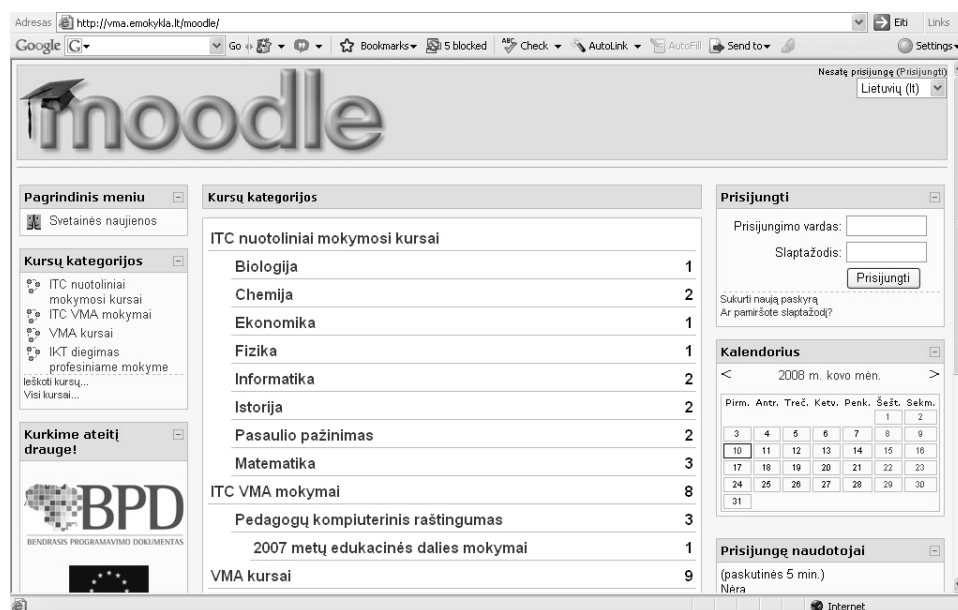 Adresas http://vma.emokykla.lt/moodle/ Eiti Links
Google G Go Bookmarks 5 blocked ABC Check AutoLink AutoFill Send to Settings
Nesatę prisijungę (Prisijungti)
Lietuvių (lt)
moodle
Pagrindinis meniu
Svetainės naujienos
Kursų kategorijos
ITC nuotoliniai
mokymosi kursai
ITC VMA mokymai
VMA kursai
IKT diegimas
profesiniame mokyme
Ieškoti kursų...
Visi kursai...
Kurkime ateitį
drauge!
BPD
BENDRASIS PROGRAMAVIMO DOKUMENTAS
Kursų kategorijos
ITC nuotoliniai mokymosi kursai
Biologija 1
Chemija 2
Ekonomika 1
Fizika 1
Informatika 2
Istorija 2
Pasaulio pažinimas 2
Matematika 3
ITC VMA mokymai 8
Pedagogų kompiuterinis raštingumas 3
2007 metų edukacinės dalies mokymai 1
VMA kursai 9
Prisijungti
Prisijungimo vardas:
Slaptažodis:
Prisijungti
Sukurti naują paskyrą
Ar pamiršote slaptažodį?
Kalendorius
< 2008 m. kovo mėn. >
Pirm. Antr. Treč. Ketv. Penk. Šešt. Sekm.
1 2
3 4 5 6 7 8 9
10 11 12 13 14 15 16
17 18 19 20 21 22 23
24 25 26 27 28 29 30
31
Prisijungę naudotojai
(paskutinės 5 min.)
Nėra
Internet